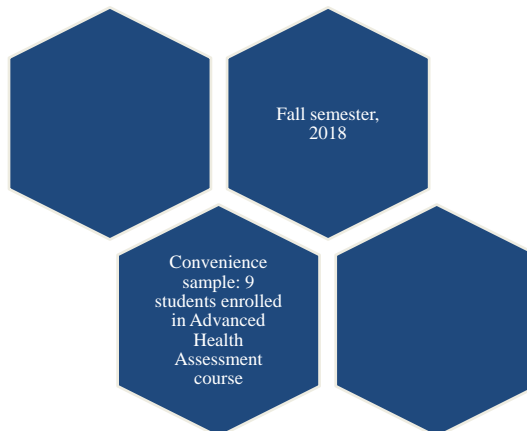 Fall semester,
2018
Convenience
sample: 9
students enrolled
in Advanced
Health
Assessment
course